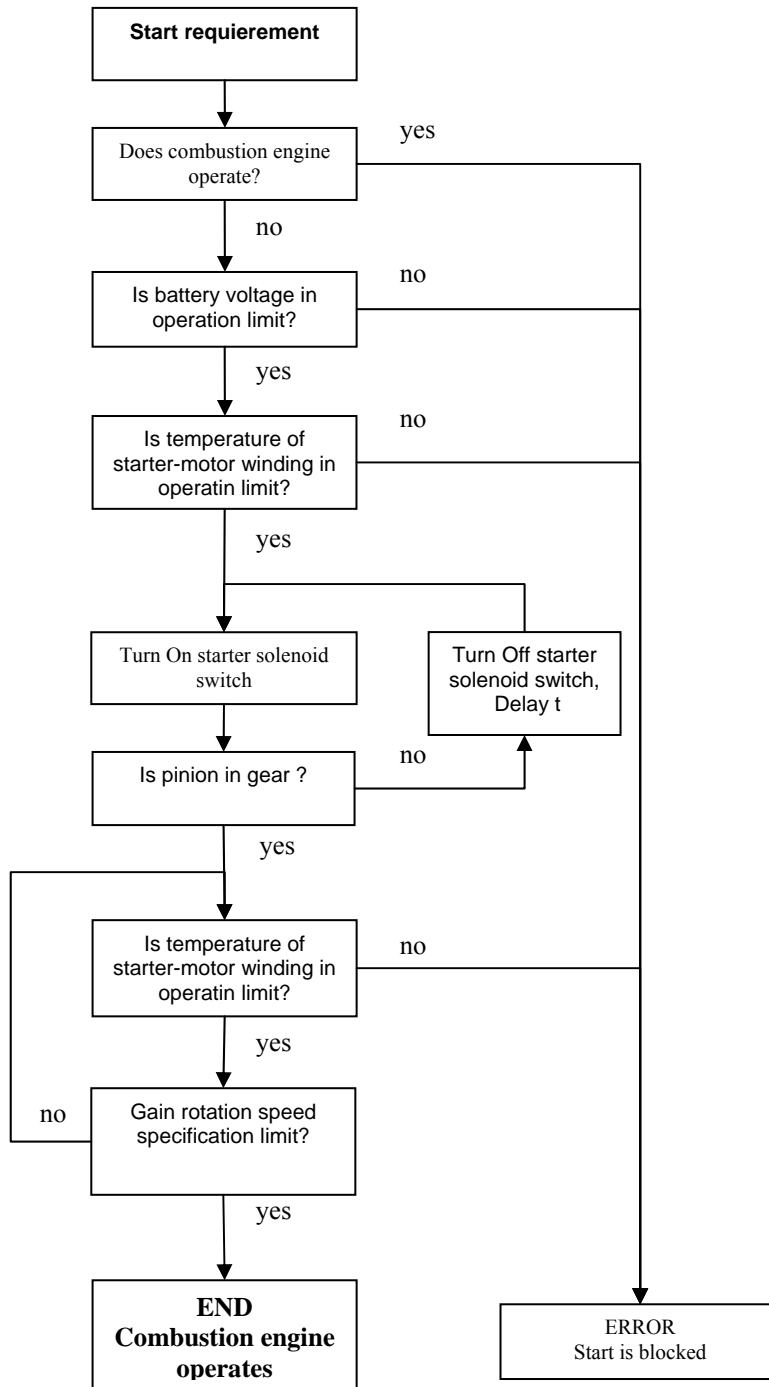 Start requierement
yes
Does combustion engine
operate?
no
no
Is battery voltage in
operation limit?
yes
no
Is temperature of
starter-motor winding in
operatin limit?
yes
Turn On starter solenoid
switch
Turn Off starter
solenoid switch,
Delay t
Is pinion in gear ?
no
yes
Is temperature of
starter-motor winding in
operatin limit?
no
yes
no
Gain rotation speed
specification limit?
yes
END
Combustion engine
operates
ERROR
Start is blocked